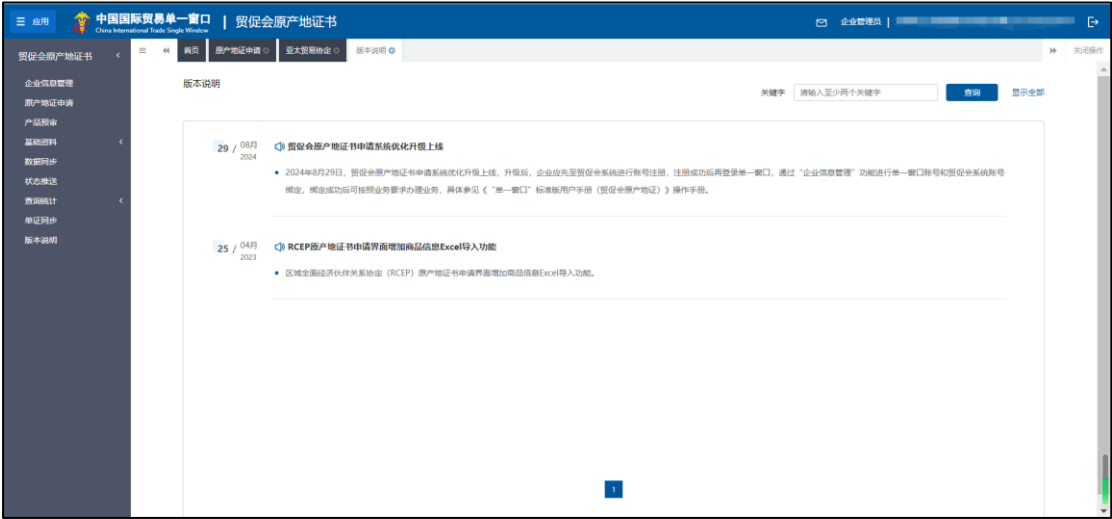 应用
中国国际贸易单一窗口 | 贸促会原产地证书
China International Trade Single Window
企业管理员 |
贸促会原产地证书
首页 原产地证申请 亚太贸易协定 版本说明
关闭操作
企业信息管理
原产地证申请
产品预审
基础资料
数据同步
状态推送
查询统计
单证同步
版本说明
版本说明
关键字 请输入至少两个关键字 查询 显示全部
29 / 08月
2024
贸促会原产地证书申请系统优化升级上线
2024年8月29日，贸促会原产地证书申请系统优化升级上线，升级后，企业应先至贸促会系统进行账号注册，注册成功后再登录单一窗口，通过“企业信息管理”功能进行单一窗口账号和贸促会系统账号
绑定，绑定成功后可按照业务要求办理业务，具体参见《“单一窗口”标准版用户手册（贸促会原产地证）》操作手册。
25 / 04月
2023
RCEP原产地证书申请界面增加商品信息Excel导入功能
区域全面经济伙伴关系协定（RCEP）原产地证书申请界面增加商品信息Excel导入功能。
1